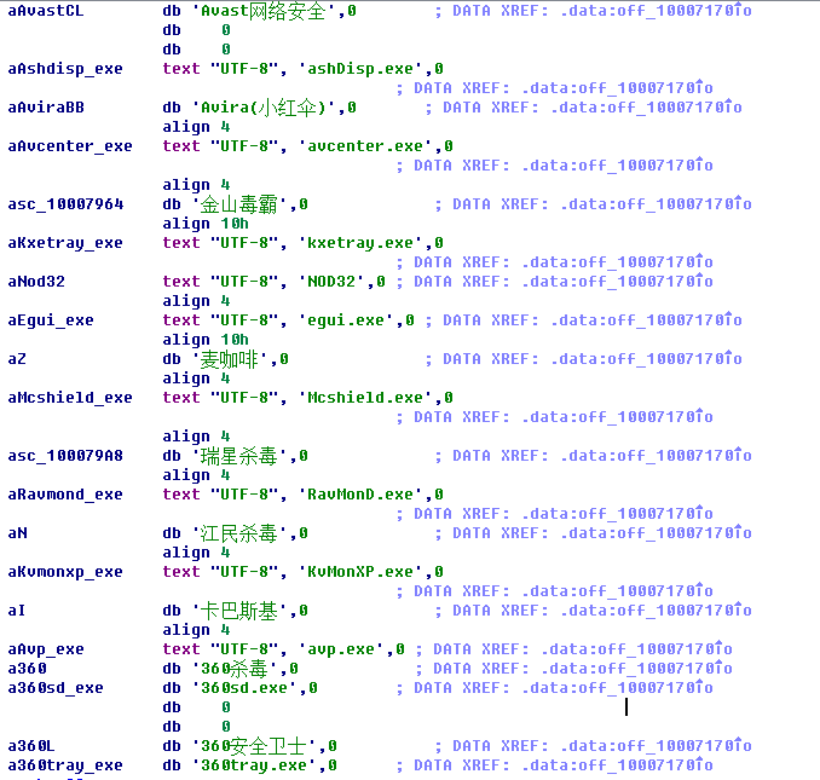 aAvastCL db 'Avast网络安全',0 ; DATA XREF: .data:off_10007170↑o
db 0
db 0
aAshdisp_exe text "UTF-8", 'ashDisp.exe',0
; DATA XREF: .data:off_10007170↑o
aAviraBB db 'Avira(小红伞)',0 ; DATA XREF: .data:off_10007170↑o
align 4
aAvcenter_exe text "UTF-8", 'avcenter.exe',0
; DATA XREF: .data:off_10007170↑o
align 4
asc_10007964 db '金山毒霸',0 ; DATA XREF: .data:off_10007170↑o
align 10h
aKxetray_exe text "UTF-8", 'kxetray.exe',0
; DATA XREF: .data:off_10007170↑o
aNod32 text "UTF-8", 'NOD32',0 ; DATA XREF: .data:off_10007170↑o
align 4
aEgui_exe text "UTF-8", 'egui.exe',0 ; DATA XREF: .data:off_10007170↑o
align 10h
aZ db '麦咖啡',0 ; DATA XREF: .data:off_10007170↑o
align 4
aMcshield_exe text "UTF-8", 'Mcshield.exe',0
; DATA XREF: .data:off_10007170↑o
align 4
asc_100079A8 db '瑞星杀毒',0 ; DATA XREF: .data:off_10007170↑o
align 4
aRavmond_exe text "UTF-8", 'RavMonD.exe',0
; DATA XREF: .data:off_10007170↑o
aN db '江民杀毒',0 ; DATA XREF: .data:off_10007170↑o
align 4
aKvmonxp_exe text "UTF-8", 'KvMonXP.exe',0
; DATA XREF: .data:off_10007170↑o
aI db '卡巴斯基',0 ; DATA XREF: .data:off_10007170↑o
align 4
aAvp_exe text "UTF-8", 'avp.exe',0 ; DATA XREF: .data:off_10007170↑o
a360 db '360杀毒',0 ; DATA XREF: .data:off_10007170↑o
a360sd_exe db '360sd.exe',0 ; DATA XREF: .data:off_10007170↑o
db 0
db 0
a360L db '360安全卫士',0 ; DATA XREF: .data:off_10007170↑o
a360tray_exe db '360tray.exe',0 ; DATA XREF: .data:off_10007170↑o